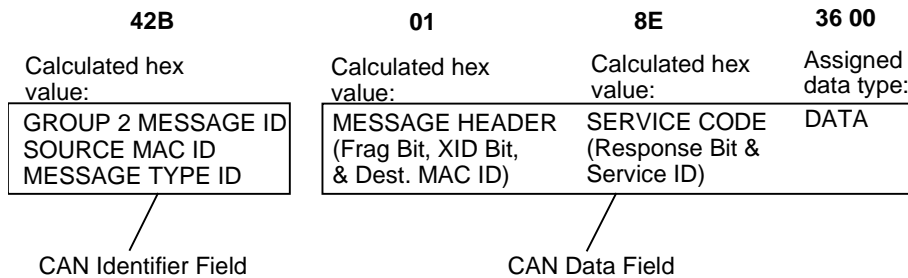 42B 01 8E 36 00
Calculated hex value:
Calculated hex value:
Calculated hex value:
Assigned data type:
GROUP 2 MESSAGE ID
SOURCE MAC ID
MESSAGE TYPE ID
MESSAGE HEADER
(Frag Bit, XID Bit,
& Dest. MAC ID)
SERVICE CODE
(Response Bit &
Service ID)
DATA
CAN Identifier Field
CAN Data Field